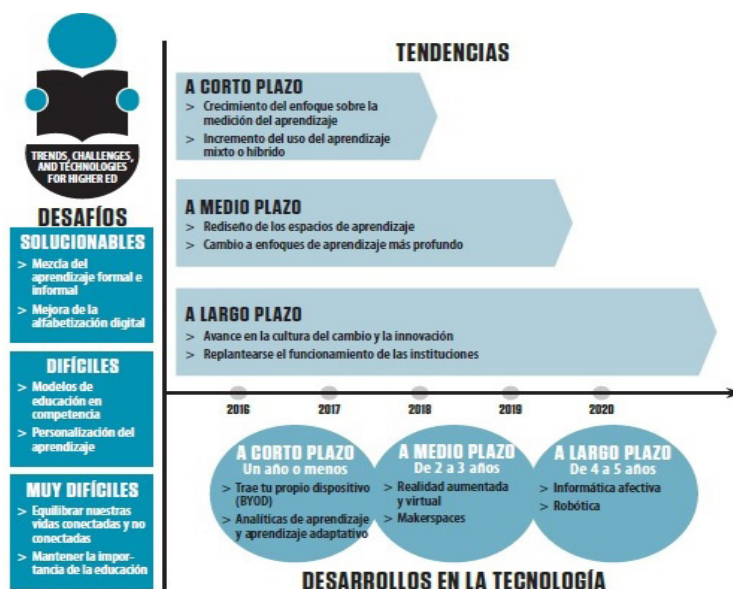 TRENDS, CHALLENGES,
AND TECHNOLOGIES
FOR HIGHER ED
DESAFÍOS
SOLUCIONABLES
> Mezcla del
aprendizaje formal e
informal
> Mejora de la
alfabetización digital
DIFÍCILES
> Modelos de
educación en
competencia
> Personalización del
aprendizaje
MUY DIFÍCILES
> Equilibrar nuestras
vidas conectadas y no
conectadas
> Mantener la impor-
tancia de la educación
TENDENCIAS
A CORTO PLAZO
> Crecimiento del enfoque sobre la
medición del aprendizaje
> Incremento del uso del aprendizaje
mixto o híbrido
A MEDIO PLAZO
> Rediseño de los espacios de aprendizaje
> Cambio a enfoques de aprendizaje más profundo
A LARGO PLAZO
> Avance en la cultura del cambio y la innovación
> Replantearse el funcionamiento de las instituciones
2016 2017 2018 2019 2020
A CORTO PLAZO
Un año o menos
> Trae tu propio dispositivo
(BYOD)
> Analíticas de aprendizaje
y aprendizaje adaptativo
A MEDIO PLAZO
De 2 a 3 años
> Realidad aumentada
y virtual
> Makerspaces
A LARGO PLAZO
De 4 a 5 años
> Informática afectiva
> Robótica
DESARROLLOS EN LA TECNOLOGÍA